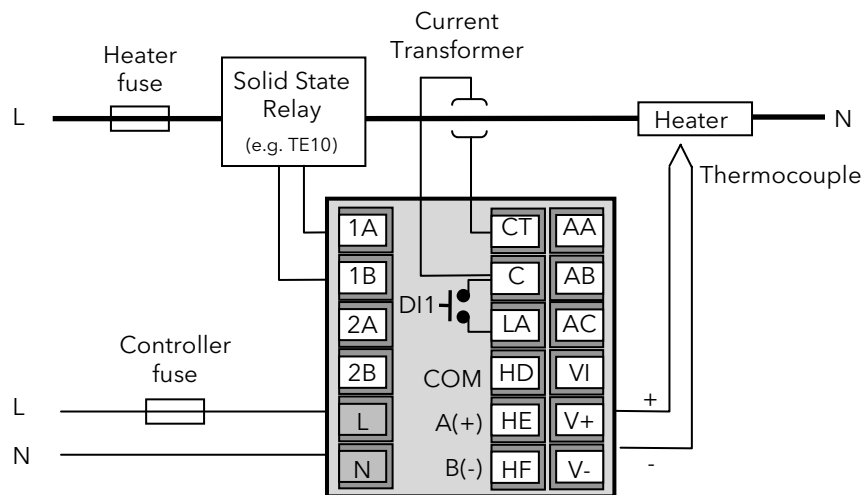 Current
Transformer
Heater
fuse
Solid State
Relay
(e.g. TE10)
L
Heater
N
Thermocouple
1A
CT
AA
1B
C
AB
DI1
2A
LA
AC
Controller
fuse
2B
COM
HD
VI
L
L
A(+)
HE
V+
+
N
N
B(-)
HF
V-
-